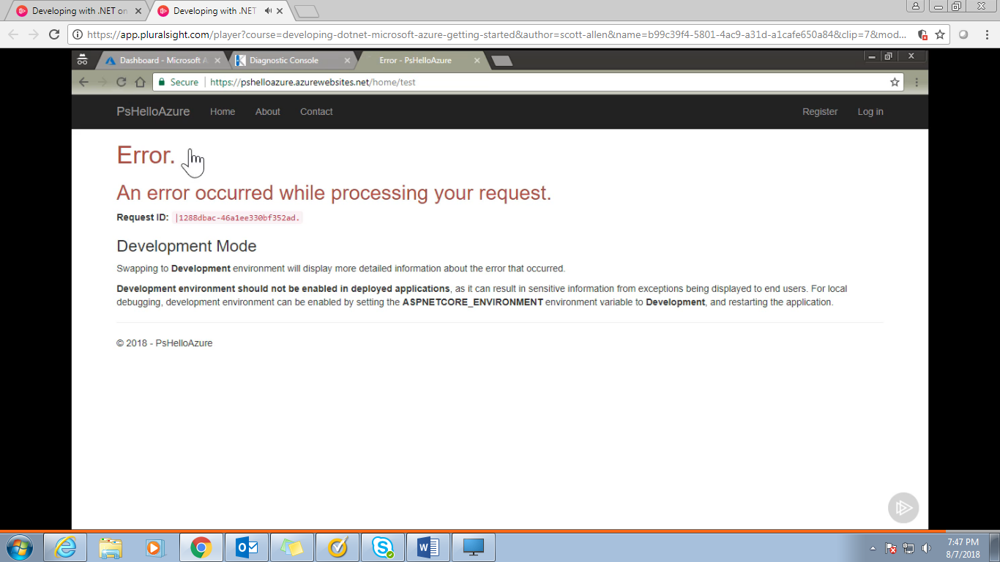 Developing with .NET on
Developing with .NET
https://app.pluralsight.com/player?course=developing-dotnet-microsoft-azure-getting-started&author=scott-allen&name=b99c39f4-5801-4ac9-a31d-a1cafe650a84&clip=7&mod...
Dashboard - Microsoft A
Diagnostic Console
Error - PsHelloAzure
Secure
https://pshelloazure.azurewebsites.net/home/test
PsHelloAzure Home About Contact Register Log in
Error.
An error occurred while processing your request.
Request ID: |1288dbac-46a1ee330bf352ad.
Development Mode
Swapping to Development environment will display more detailed information about the error that occurred.
Development environment should not be enabled in deployed applications, as it can result in sensitive information from exceptions being displayed to end users. For local
debugging, development environment can be enabled by setting the ASPNETCORE_ENVIRONMENT environment variable to Development, and restarting the application.
© 2018 - PsHelloAzure
7:47 PM
8/7/2018